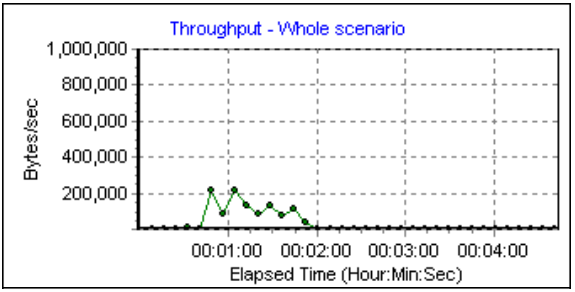 Throughput - Whole scenario
1,000,000
800,000
600,000
400,000
200,000
Bytes/sec
00:01:00 00:02:00 00:03:00 00:04:00
Elapsed Time (Hour:Min:Sec)